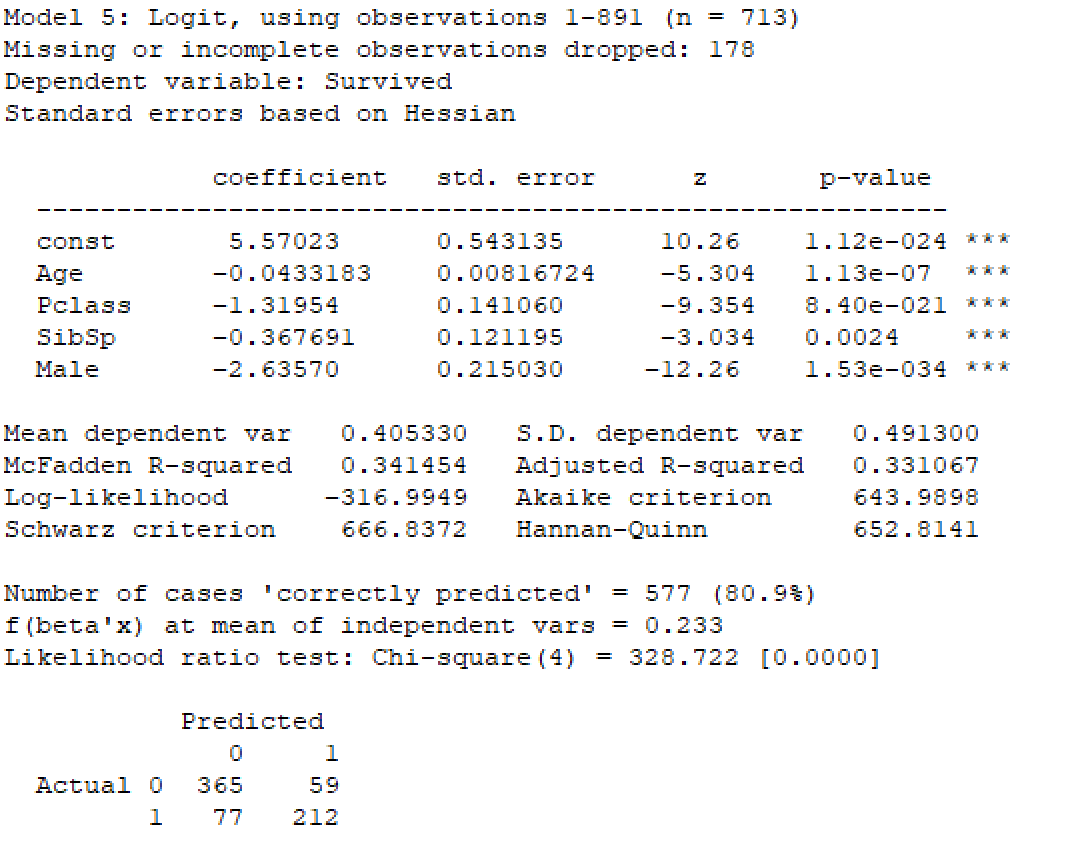 Model 5: Logit, using observations 1-891 (n = 713)
Missing or incomplete observations dropped: 178
Dependent variable: Survived
Standard errors based on Hessian
coefficient std. error z p-value
---------------------------------------------------------
const 5.57023 0.543135 10.26 1.12e-024 ***
Age -0.0433183 0.00816724 -5.304 1.13e-07 ***
Pclass -1.31954 0.141060 -9.354 8.40e-021 ***
SibSp -0.367691 0.121195 -3.034 0.0024 ***
Male -2.63570 0.215030 -12.26 1.53e-034 ***
Mean dependent var 0.405330 S.D. dependent var 0.491300
McFadden R-squared 0.341454 Adjusted R-squared 0.331067
Log-likelihood -316.9949 Akaike criterion 643.9898
Schwarz criterion 666.8372 Hannan-Quinn 652.8141
Number of cases 'correctly predicted' = 577 (80.9%)
f(beta'x) at mean of independent vars = 0.233
Likelihood ratio test: Chi-square(4) = 328.722 [0.0000]
Predicted
0 1
Actual 0 365 59
1 77 212